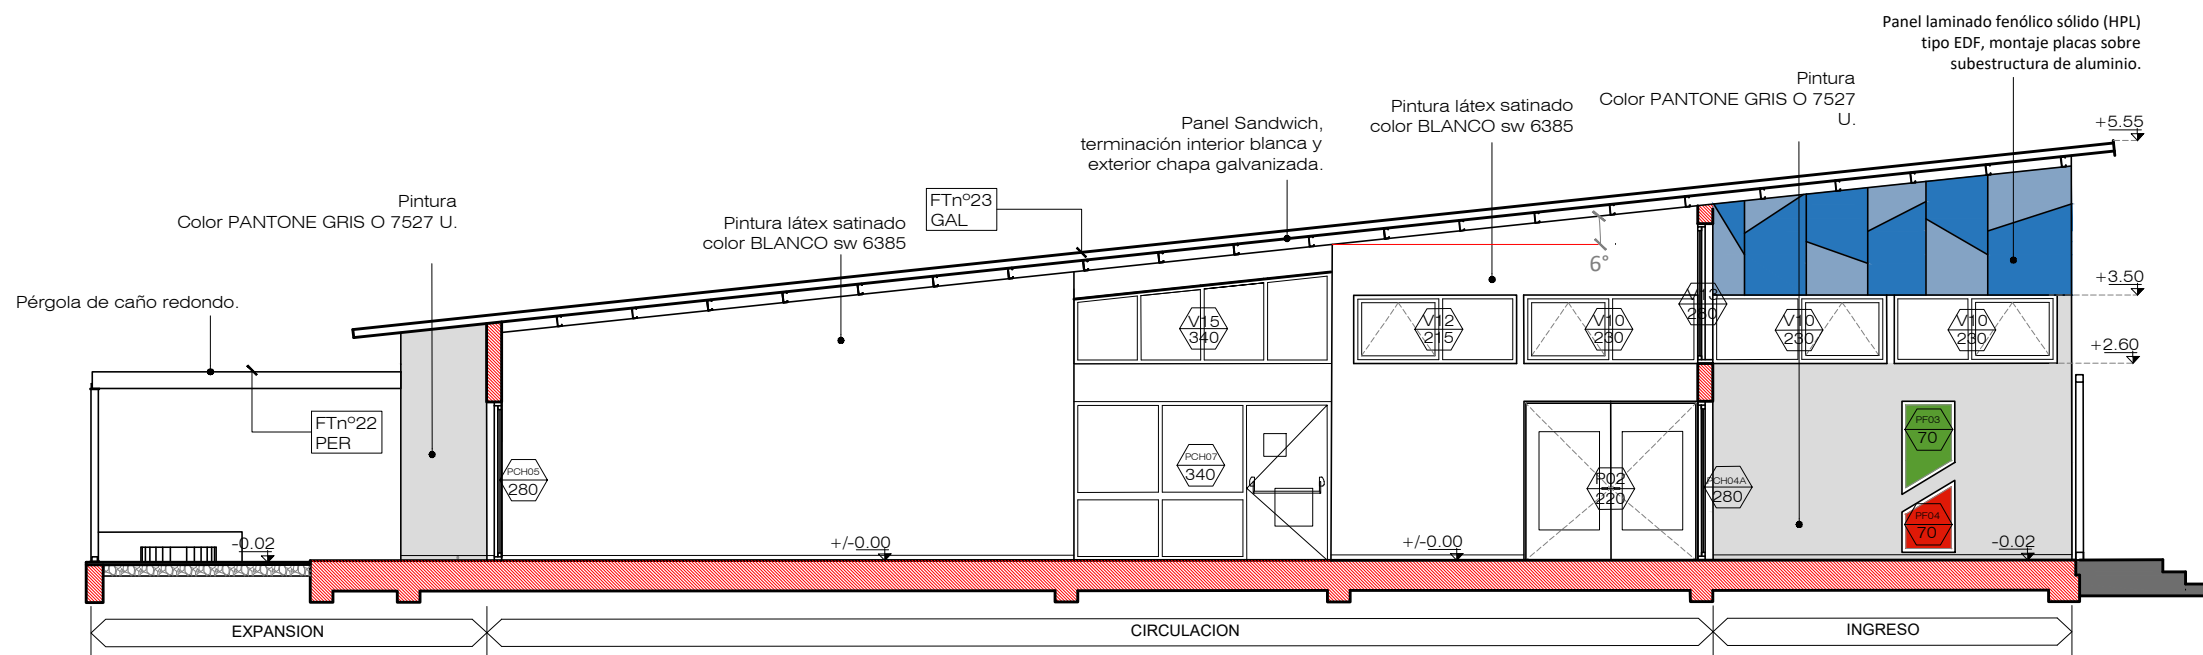 Panel laminado fenólico sólido (HPL)
tipo EDF, montaje placas sobre
subestructura de aluminio.
Pintura
Color PANTONE GRIS O 7527
U.
Pintura látex satinado
color BLANCO sw 6385
Panel Sandwich,
terminación interior blanca y
exterior chapa galvanizada.
+5.55
Pintura
Color PANTONE GRIS O 7527 U.
FTnº23
GAL
Pintura látex satinado
color BLANCO sw 6385
6°
Pérgola de caño redondo.
+3.50
V15
340
V12
215
V10
230
V13
280
V10
230
V10
230
+2.60
FTnº22
PER
PF03
70
PCH05
280
PCH07
340
P02
220
PCH04A
280
PF04
70
-0.02
+/-0.00
+/-0.00
-0.02
EXPANSION
CIRCULACION
INGRESO